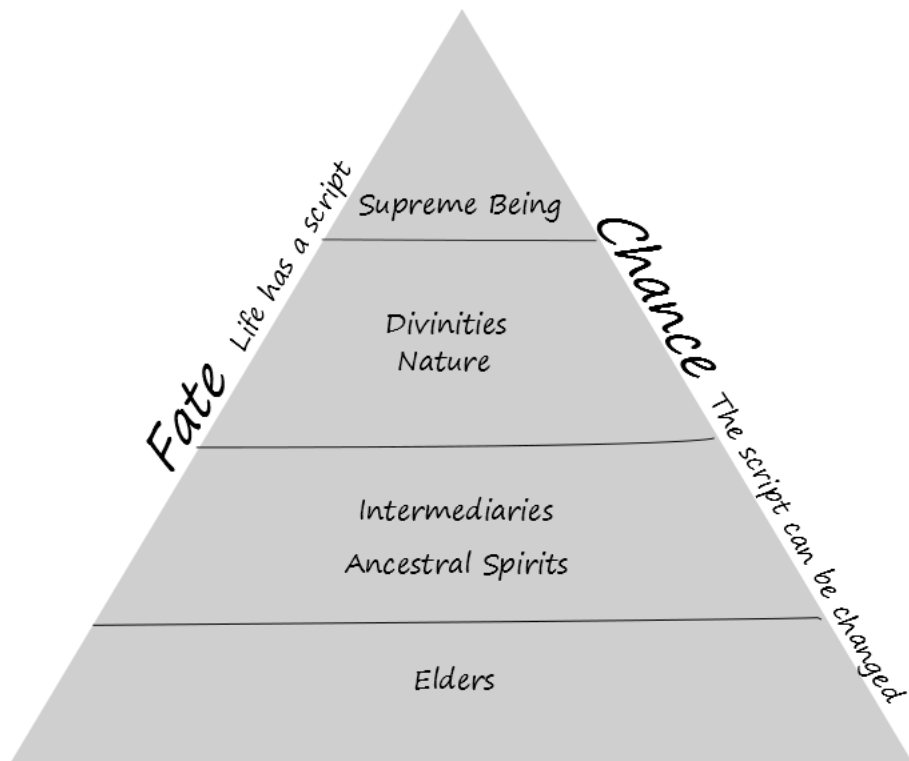 Supreme Being
Fate Life has a script
Chance The script can be changed
Divinities
Nature
Intermediaries
Ancestral Spirits
Elders